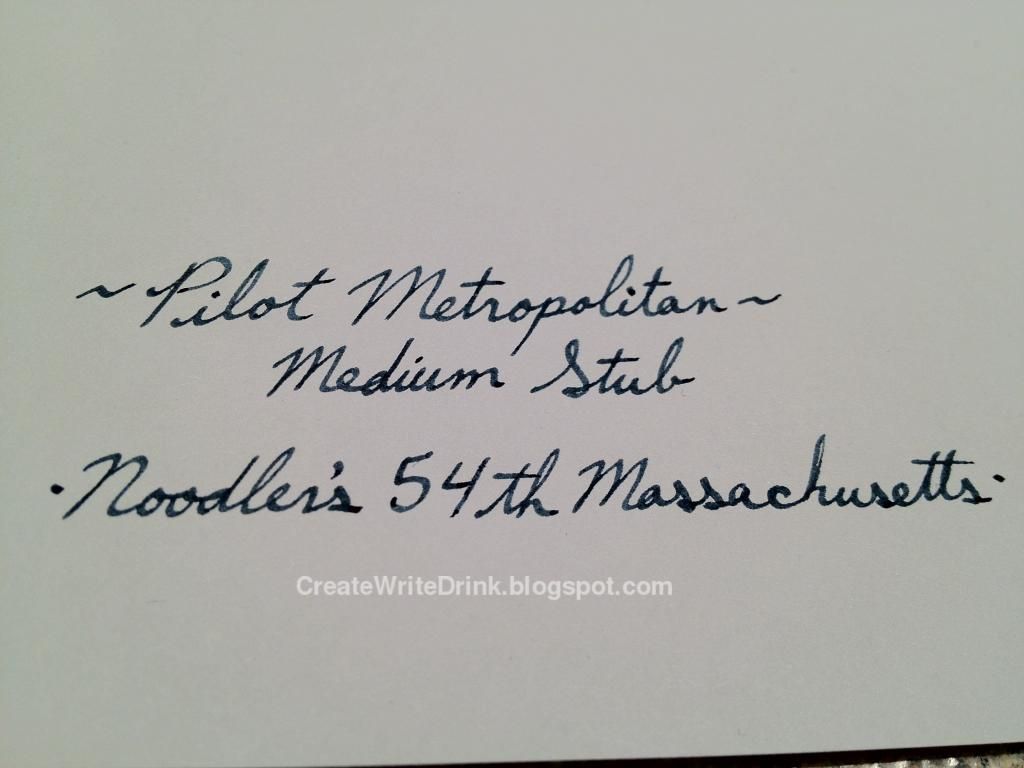 ~Pilot Metropolitan~
Medium Stub
·Noodler's 54th Massachusetts·
CreateWriteDrink.blogspot.com